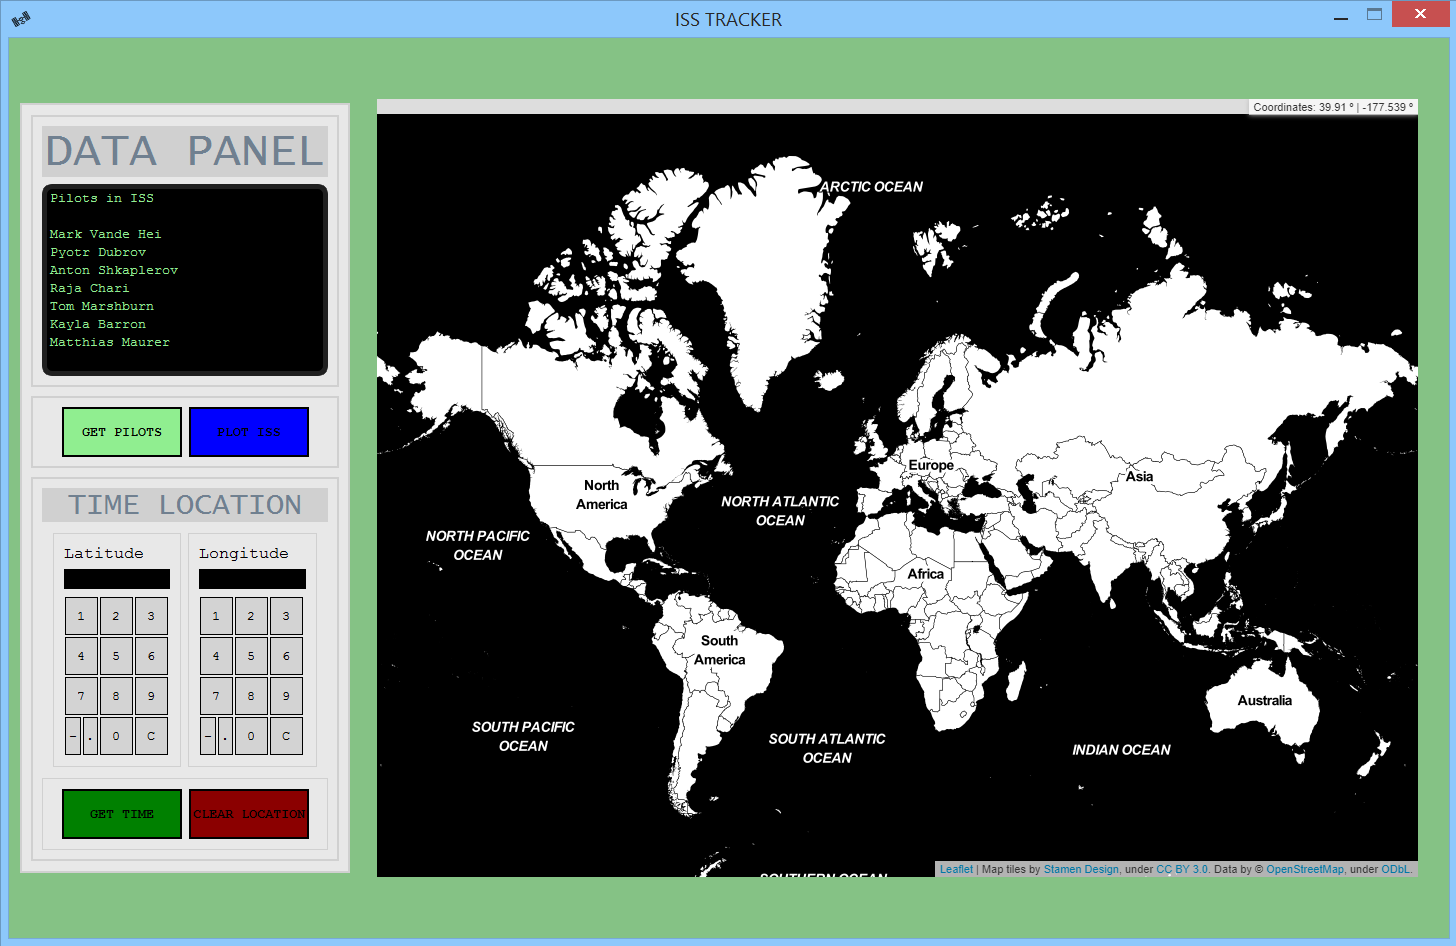 ISS TRACKER
DATA PANEL
Pilots in ISS
Mark Vande Hei
Pyotr Dubrov
Anton Shkaplerov
Raja Chari
Tom Marshburn
Kayla Barron
Matthias Maurer
GET PILOTS
PLOT ISS
TIME LOCATION
Latitude
1 2 3
4 5 6
7 8 9
- . 0 C
Longitude
1 2 3
4 5 6
7 8 9
- . 0 C
GET TIME
CLEAR LOCATION
Coordinates: 39.91 º | -177.539 º
ARCTIC OCEAN
Europe
Asia
North
America
NORTH ATLANTIC
OCEAN
NORTH PACIFIC
OCEAN
Africa
South
America
Australia
SOUTH PACIFIC
OCEAN
SOUTH ATLANTIC
OCEAN
INDIAN OCEAN
SOUTHERN OCEAN
Leaflet | Map tiles by Stamen Design, under CC BY 3.0. Data by © OpenStreetMap, under ODbL.